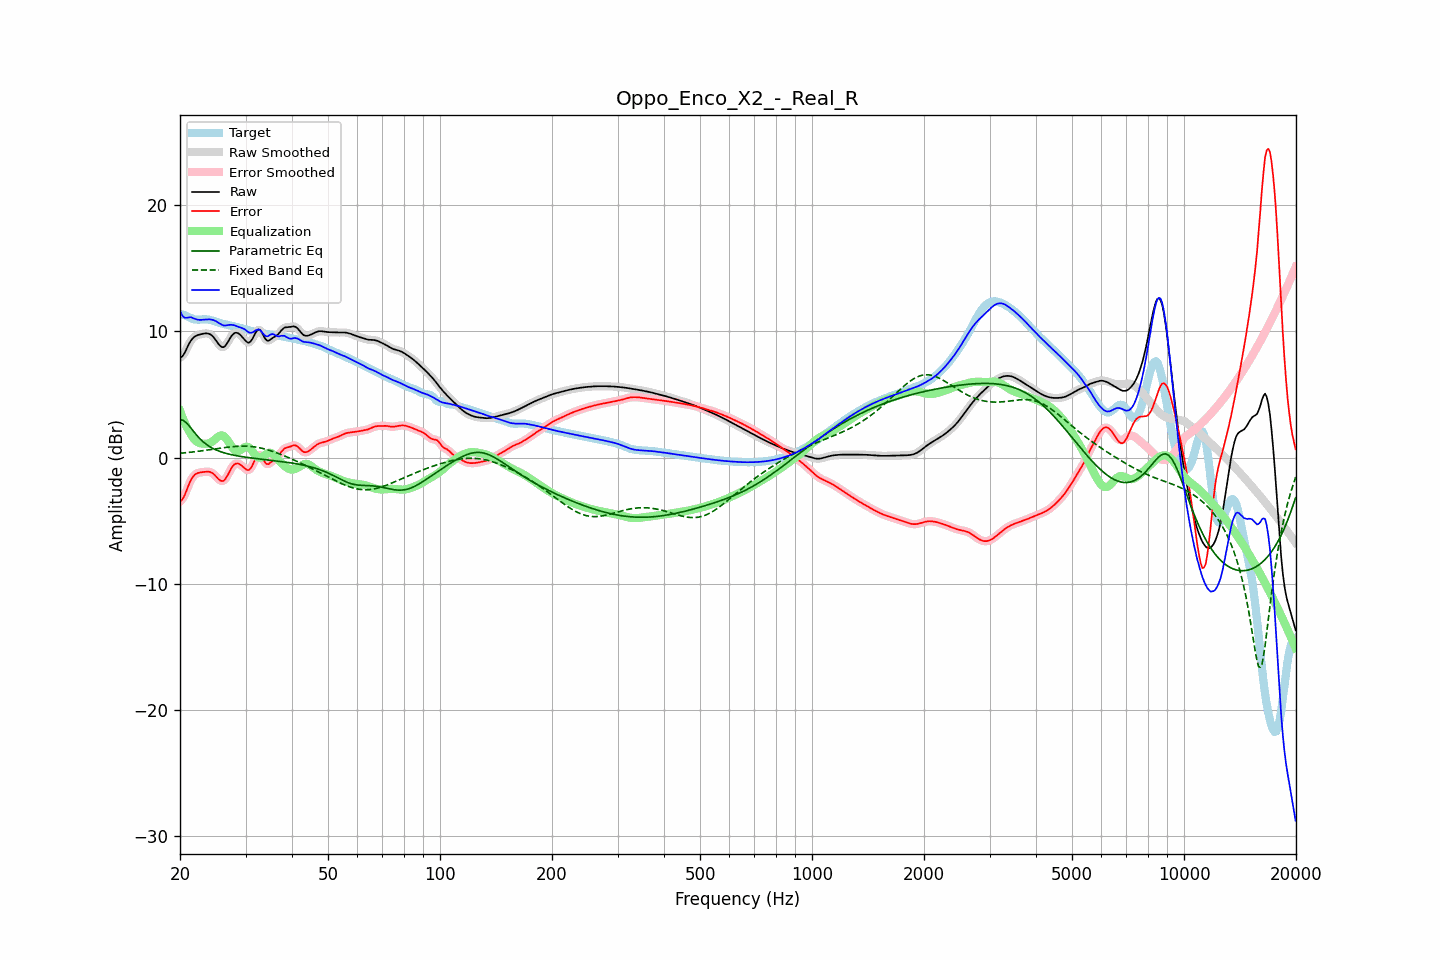 Oppo_Enco_X2_-_Real_R
Target
Raw Smoothed
Error Smoothed
Raw
Error
Equalization
Parametric Eq
Fixed Band Eq
Equalized
Amplitude (dBr)
20
10
0
−10
−20
−30
20
50
100
200
500
1000
2000
5000
10000
20000
Frequency (Hz)